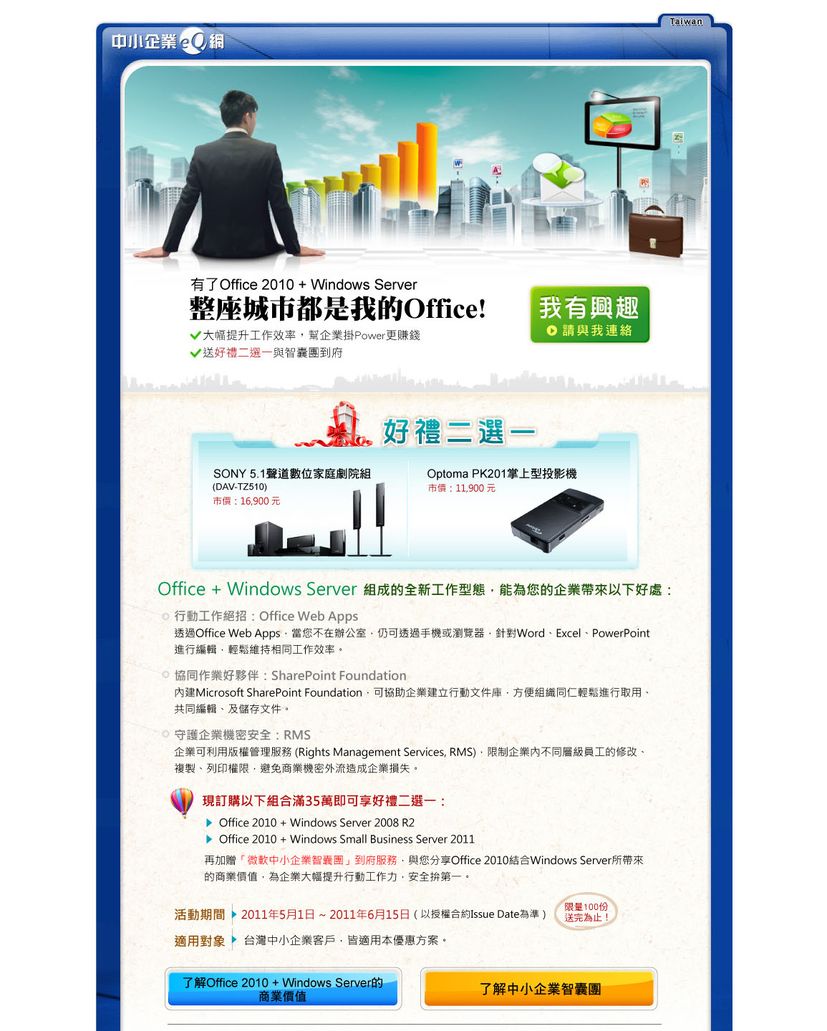 Taiwan
中小企業eQ網
有了Office 2010 + Windows Server
整座城市都是我的Office!
大幅提升工作效率，幫企業掛Power更賺錢
送好禮二選一與智囊團到府
我有興趣
請與我連絡
好禮二選一
SONY 5.1聲道數位家庭劇院組
(DAV-TZ510)
市價：16,900 元
Optoma PK201掌上型投影機
市價：11,900 元
Office + Windows Server 組成的全新工作型態，能為您的企業帶來以下好處：
行動工作絕招：Office Web Apps
透過Office Web Apps，當您不在辦公室，仍可透過手機或瀏覽器，針對Word、Excel、PowerPoint
進行編輯，輕鬆維持相同工作效率。
協同作業好夥伴：SharePoint Foundation
內建Microsoft SharePoint Foundation，可協助企業建立行動文件庫，方便組織同仁輕鬆進行取用、
共同編輯、及儲存文件。
守護企業機密安全：RMS
企業可利用版權管理服務 (Rights Management Services, RMS)，限制企業內不同層級員工的修改、
複製、列印權限，避免商業機密外流造成企業損失。
現訂購以下組合滿35萬即可享好禮二選一：
Office 2010 + Windows Server 2008 R2
Office 2010 + Windows Small Business Server 2011
再加贈「微軟中小企業智囊團」到府服務，與您分享Office 2010結合Windows Server所帶來
的商業價值，為企業大幅提升行動工作力，安全拚第一。
活動期間 2011年5月1日 ~ 2011年6月15日（以授權合約Issue Date為準）
限量100份
送完為止！
適用對象 台灣中小企業客戶，皆適用本優惠方案。
了解Office 2010 + Windows Server的
商業價值
了解中小企業智囊團